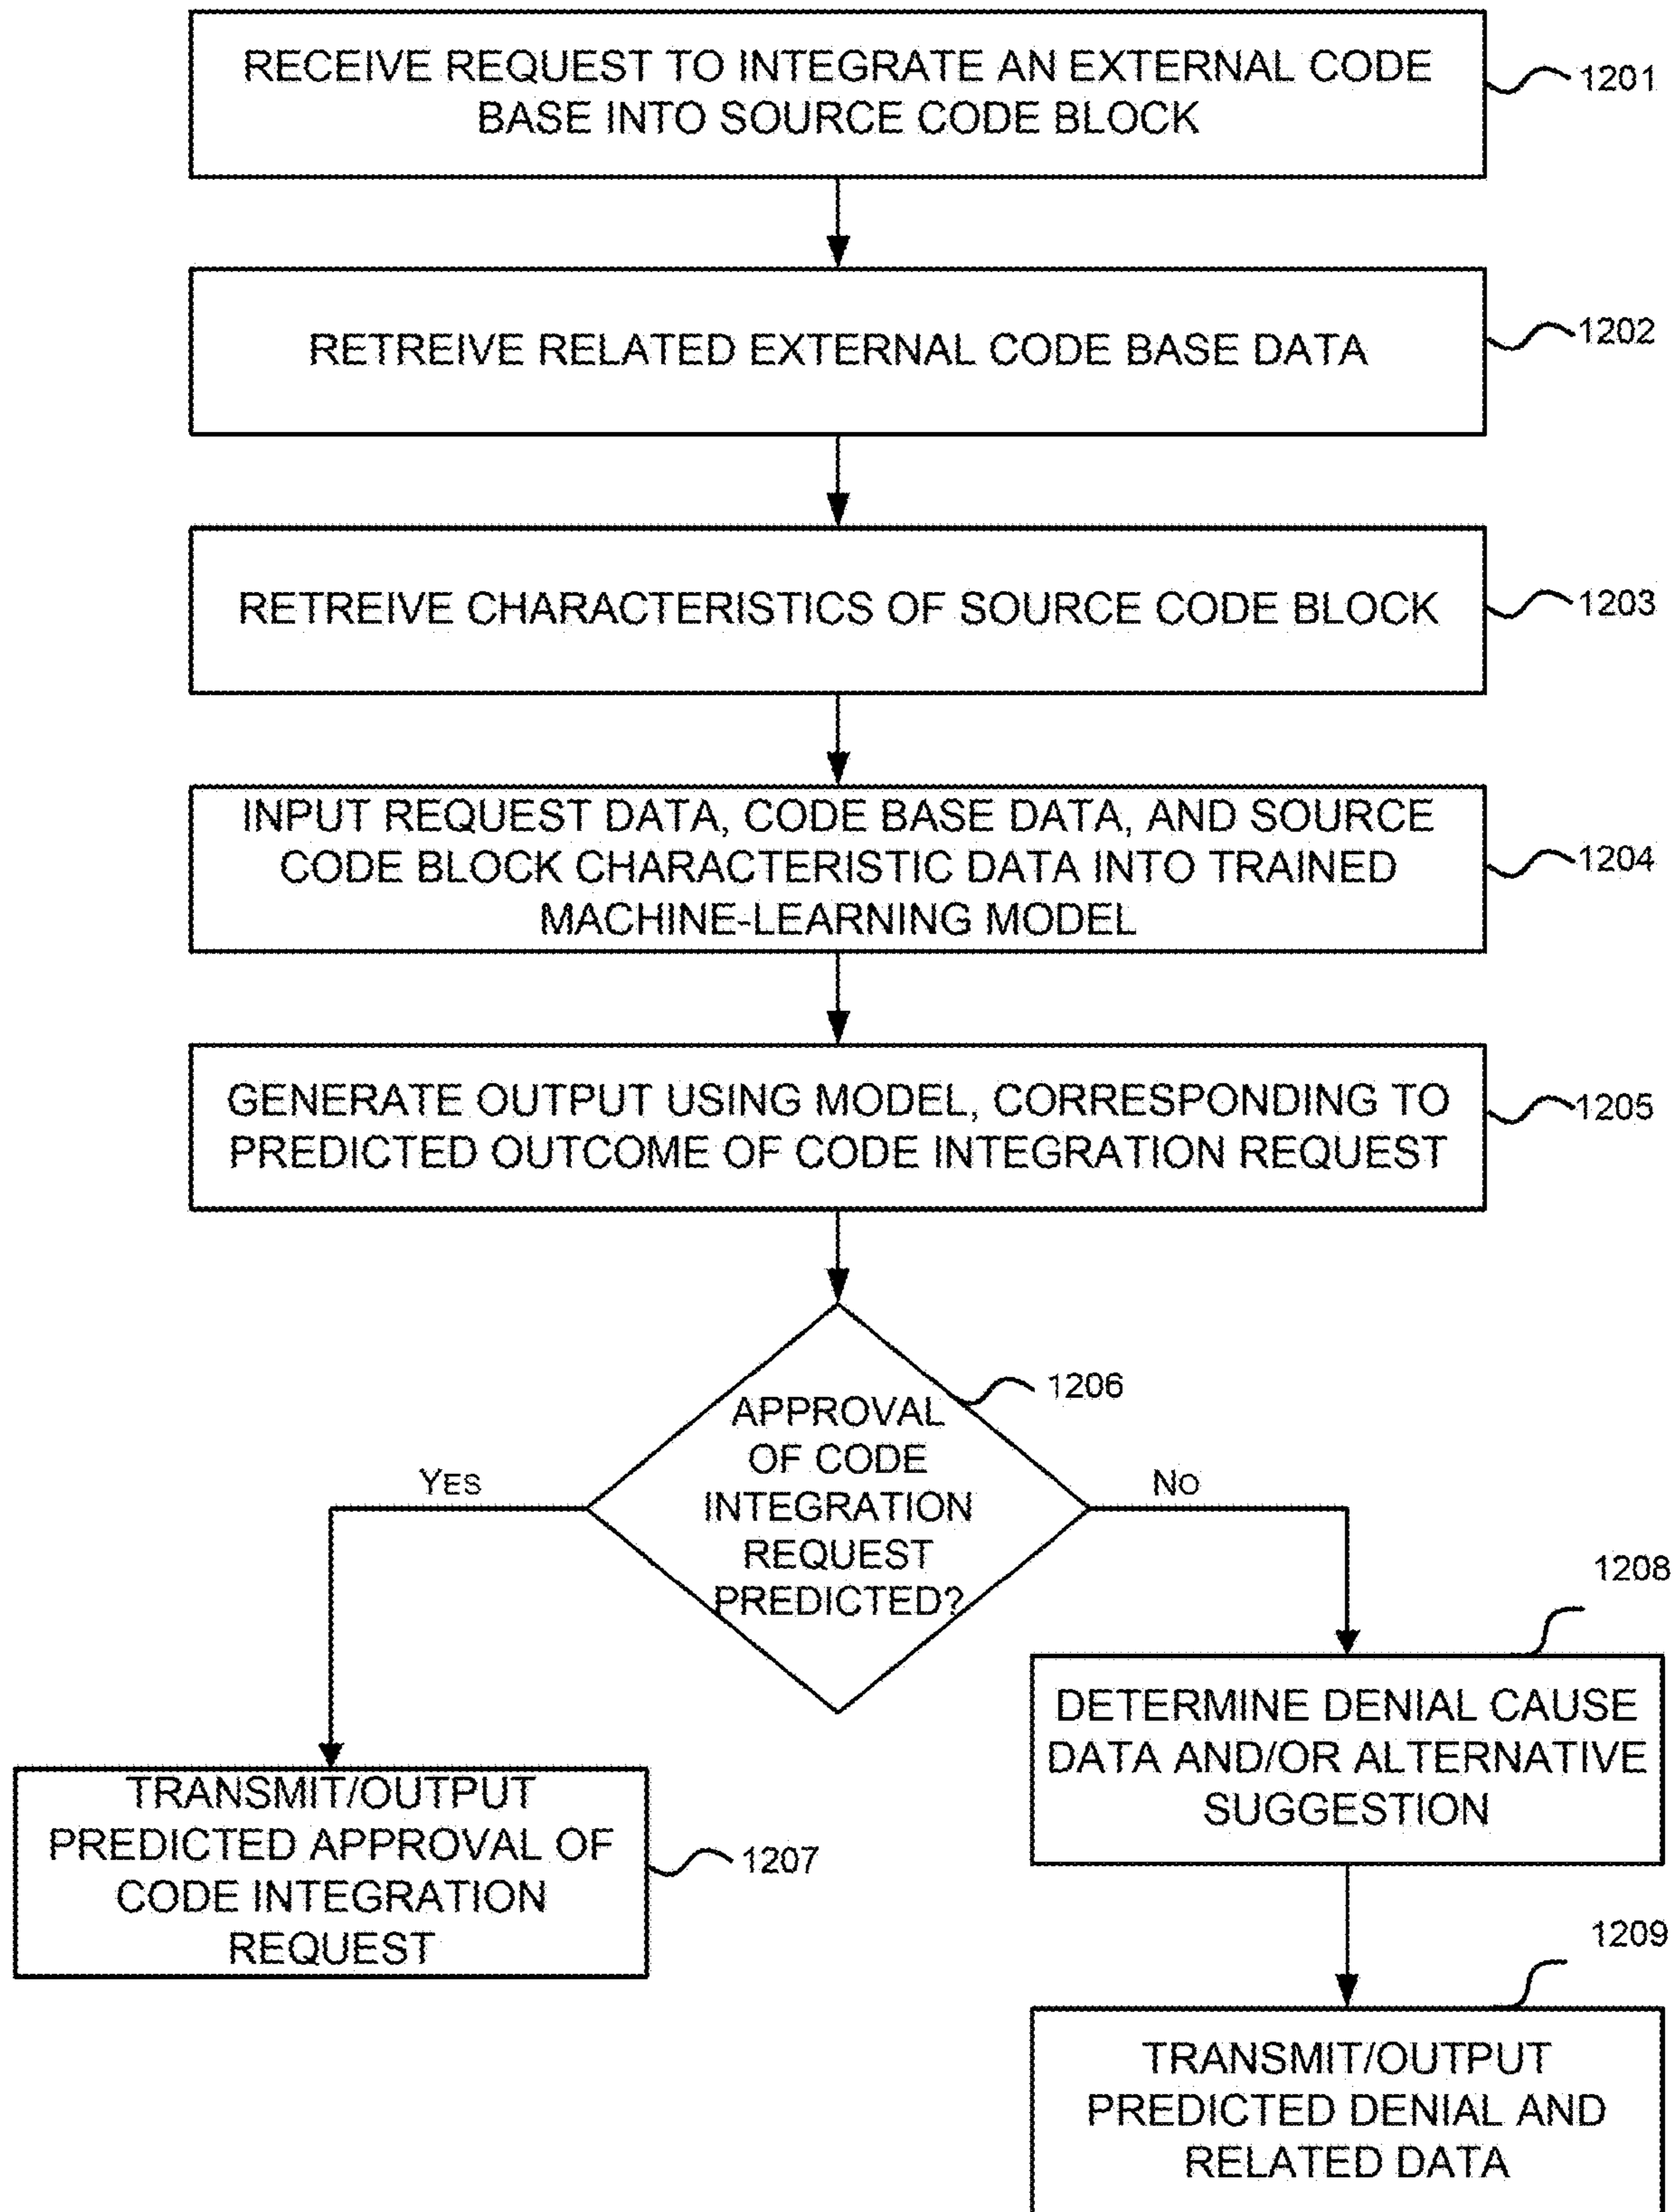 RECEIVE REQUEST TO INTEGRATE AN EXTERNAL CODE
BASE INTO SOURCE CODE BLOCK
1201
RETREIVE RELATED EXTERNAL CODE BASE DATA
1202
RETREIVE CHARACTERISTICS OF SOURCE CODE BLOCK
1203
INPUT REQUEST DATA, CODE BASE DATA, AND SOURCE
CODE BLOCK CHARACTERISTIC DATA INTO TRAINED
MACHINE-LEARNING MODEL
1204
GENERATE OUTPUT USING MODEL, CORRESPONDING TO
PREDICTED OUTCOME OF CODE INTEGRATION REQUEST
1205
APPROVAL
OF CODE
INTEGRATION
REQUEST
PREDICTED?
1206
YES
NO
TRANSMIT/OUTPUT
PREDICTED APPROVAL OF
CODE INTEGRATION
REQUEST
1207
1208
DETERMINE DENIAL CAUSE
DATA AND/OR ALTERNATIVE
SUGGESTION
1209
TRANSMIT/OUTPUT
PREDICTED DENIAL AND
RELATED DATA